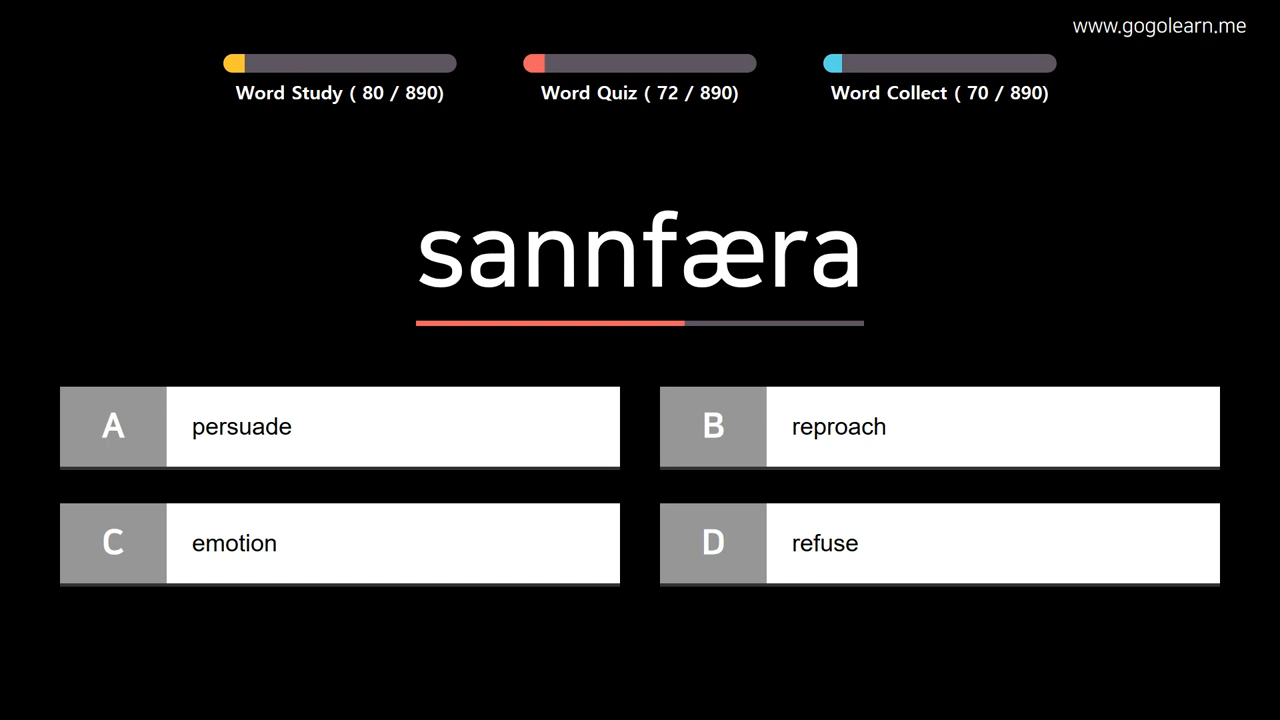 www.gogolearn.me
Word Study ( 80 / 890)
Word Quiz ( 72 / 890)
Word Collect ( 70 / 890)
sannfæra
A persuade
B reproach
C emotion
D refuse